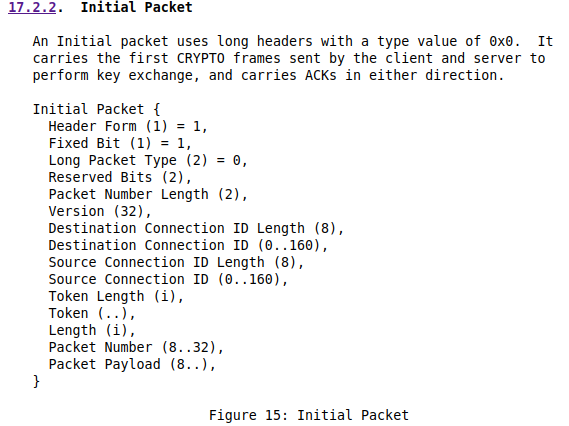 17.2.2.  Initial Packet
An Initial packet uses long headers with a type value of 0x0.  It
carries the first CRYPTO frames sent by the client and server to
perform key exchange, and carries ACKs in either direction.
Initial Packet {
Header Form (1) = 1,
Fixed Bit (1) = 1,
Long Packet Type (2) = 0,
Reserved Bits (2),
Packet Number Length (2),
Version (32),
Destination Connection ID Length (8),
Destination Connection ID (0..160),
Source Connection ID Length (8),
Source Connection ID (0..160),
Token Length (i),
Token (..),
Length (i),
Packet Number (8..32),
Packet Payload (8..),
}
Figure 15: Initial Packet